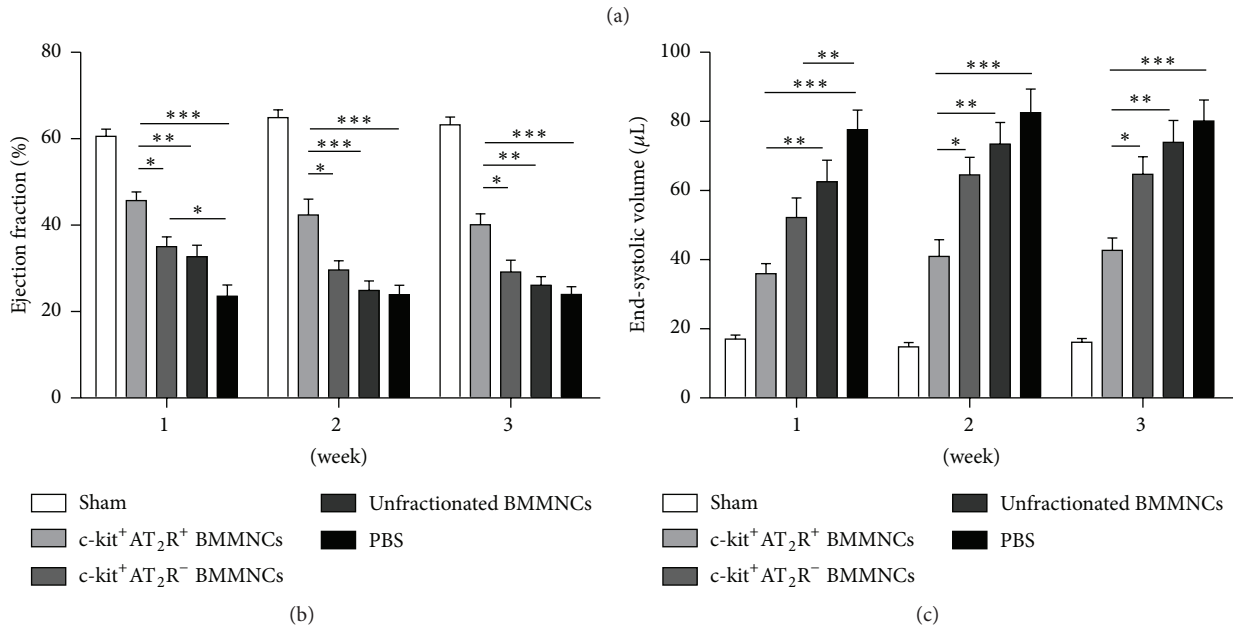 (a)
80
60
40
20
0
Ejection fraction (%)
***
**
*
*
***
***
*
***
**
*
1
2
3
(week)
Sham
c-kit⁺AT₂R⁺ BMMNCs
c-kit⁺AT₂R⁻ BMMNCs
Unfractionated BMMNCs
PBS
(b)
100
80
60
40
20
0
End-systolic volume (μL)
**
***
**
***
**
*
***
**
*
1
2
3
(week)
Sham
c-kit⁺AT₂R⁺ BMMNCs
c-kit⁺AT₂R⁻ BMMNCs
Unfractionated BMMNCs
PBS
(c)